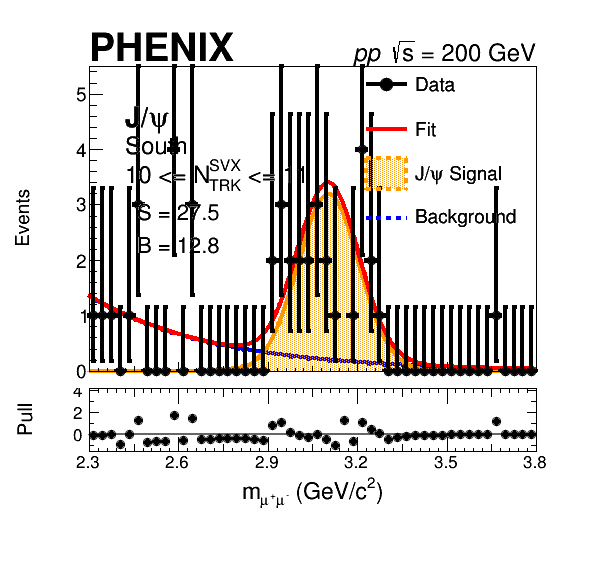 PHENIX
pp √s = 200 GeV
J/ψ
South
10 <= N^SVX_TRK <= 11
S = 27.5
B = 12.8
Data
Fit
J/ψ Signal
Background
Events
5
4
3
2
1
0
Pull
4
2
0
2.3 2.6 2.9 3.2 3.5 3.8
m_μ⁺μ⁻ (GeV/c²)